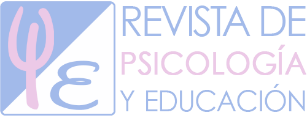 Ψ ε
REVISTA DE
PSICOLOGÍA
Y EDUCACIÓN